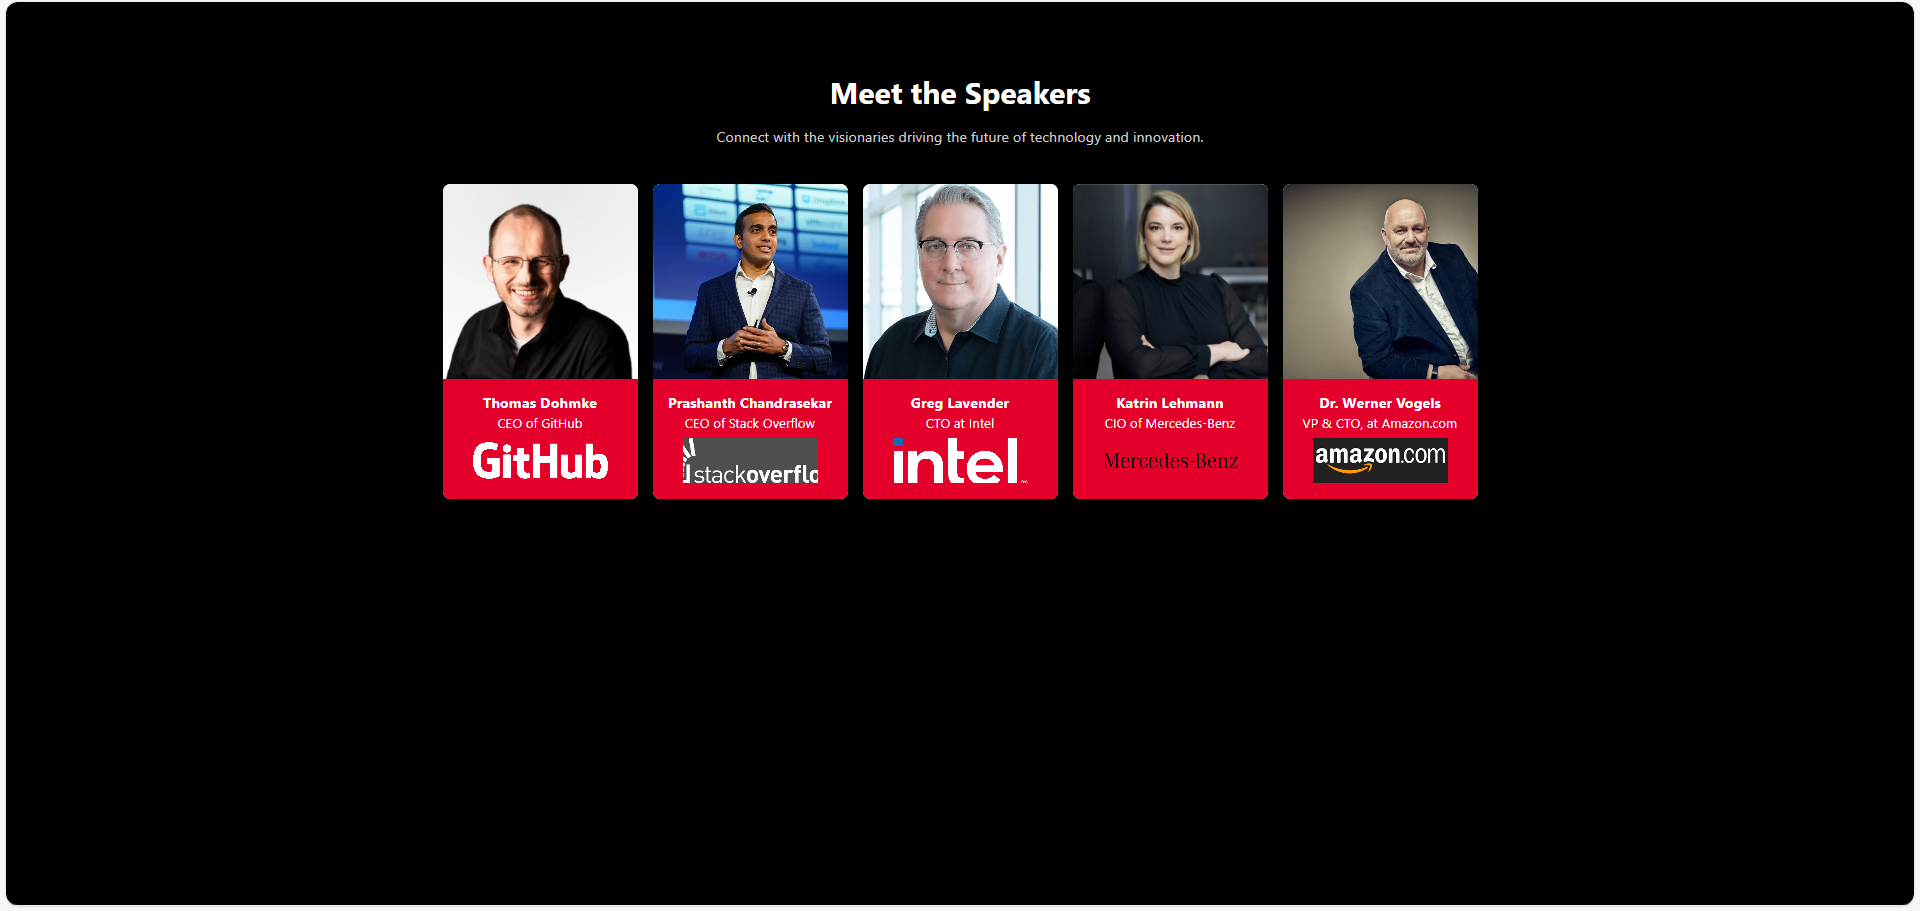 Meet the Speakers
Connect with the visionaries driving the future of technology and innovation.
Thomas Dohmke
CEO of GitHub
GitHub
Prashanth Chandrasekar
CEO of Stack Overflow
stackoverflo
Greg Lavender
CTO at Intel
intel
Katrin Lehmann
CIO of Mercedes-Benz
Mercedes-Benz
Dr. Werner Vogels
VP & CTO, at Amazon.com
amazon.com